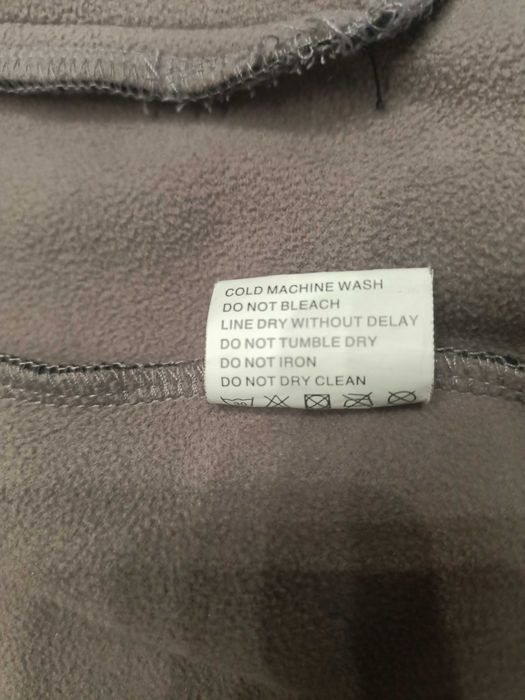 COLD MACHINE WASH
DO NOT BLEACH
LINE DRY WITHOUT DELAY
DO NOT TUMBLE DRY
DO NOT IRON
DO NOT DRY CLEAN